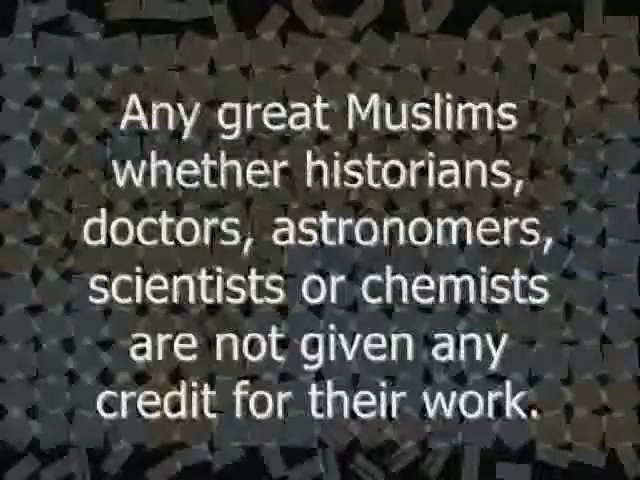 Any great Muslims
whether historians,
doctors, astronomers,
scientists or chemists
are not given any
credit for their work.